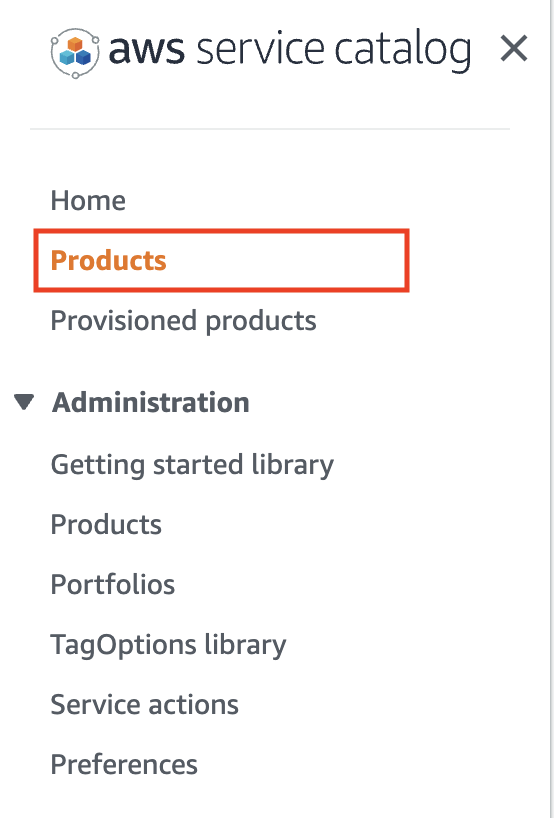 aws service catalog
Home
Products
Provisioned products
Administration
Getting started library
Products
Portfolios
TagOptions library
Service actions
Preferences